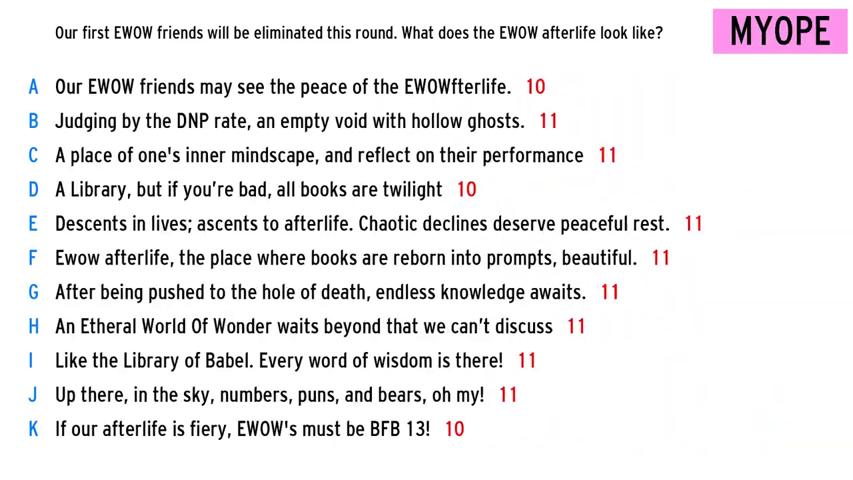 Our first EWOW friends will be eliminated this round. What does the EWOW afterlife look like?
MYOPE
A Our EWOW friends may see the peace of the EWOWfterlife. 10
B Judging by the DNP rate, an empty void with hollow ghosts. 11
C A place of one's inner mindscape, and reflect on their performance 11
D A Library, but if you're bad, all books are twilight 10
E Descents in lives; ascents to afterlife. Chaotic declines deserve peaceful rest. 11
F Ewow afterlife, the place where books are reborn into prompts, beautiful. 11
G After being pushed to the hole of death, endless knowledge awaits. 11
H An Etheral World Of Wonder waits beyond that we can't discuss 11
I Like the Library of Babel. Every word of wisdom is there! 11
J Up there, in the sky, numbers, puns, and bears, oh my! 11
K If our afterlife is fiery, EWOW's must be BFB 13! 10